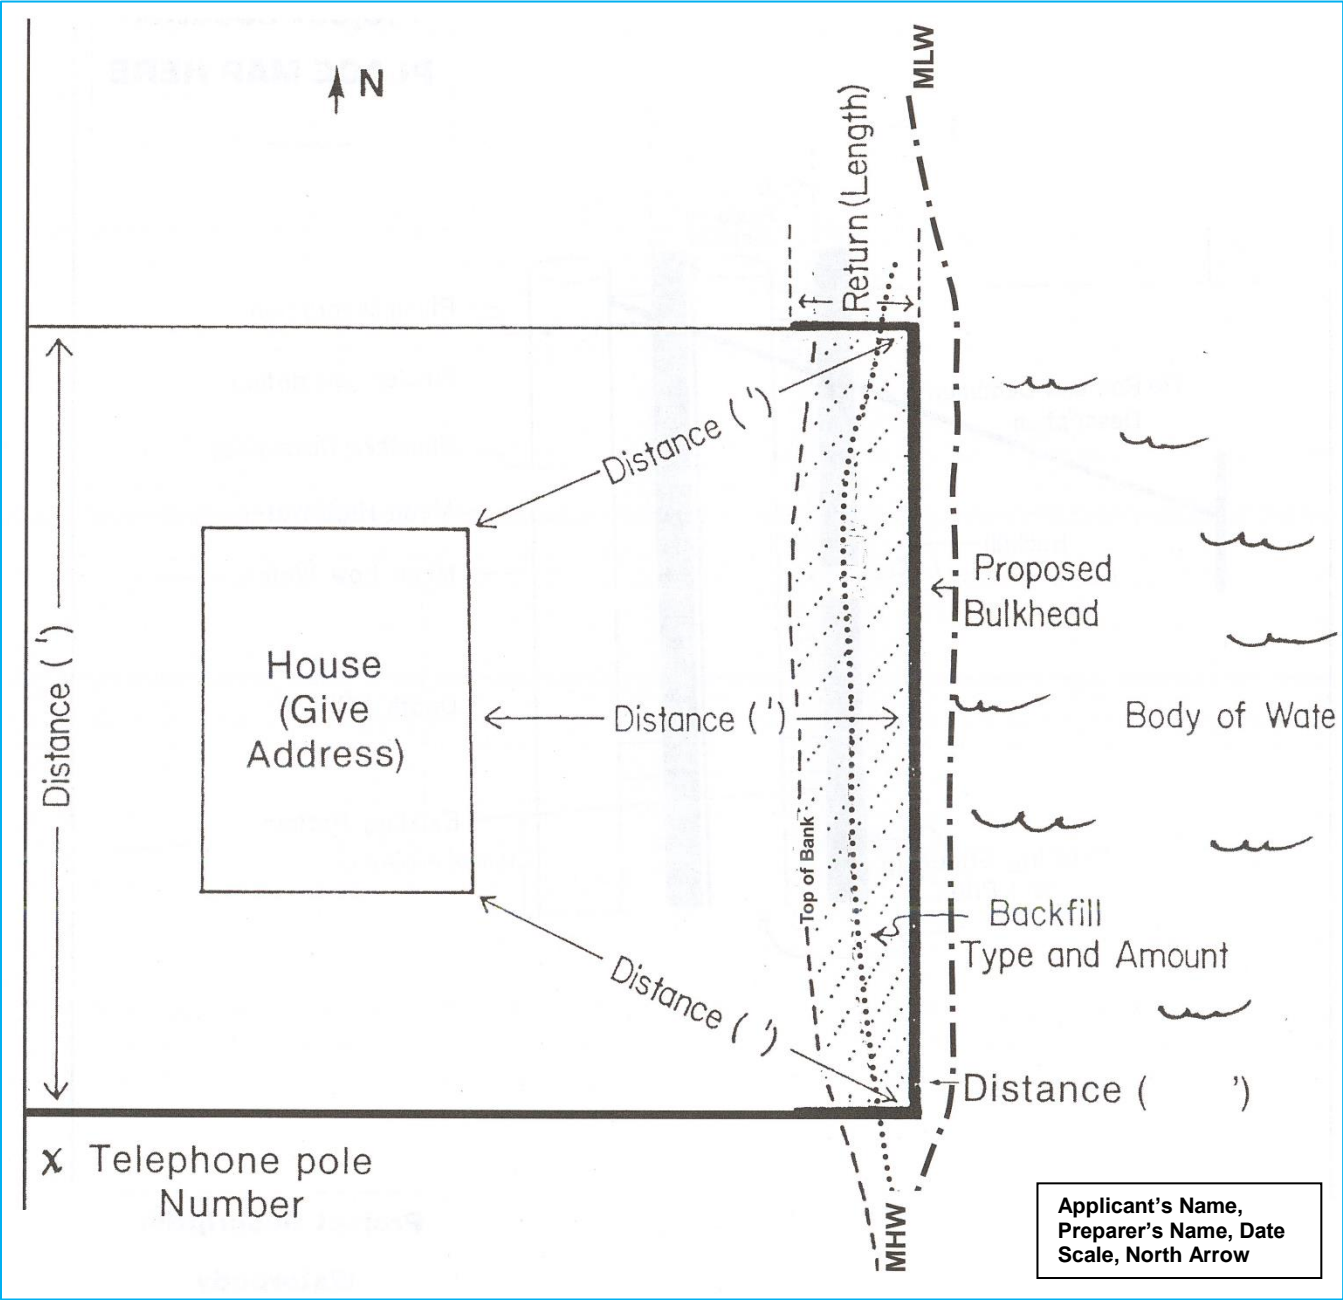 N
MLW
Return (Length)
Distance ( ')
Distance ( ')
House
(Give
Address)
Distance (')
Proposed
Bulkhead
Body of Wate
Top of Bank
Backfill
Type and Amount
Distance ( ')
Distance ( ')
x Telephone pole
Number
MHW
Applicant's Name,
Preparer's Name, Date
Scale, North Arrow